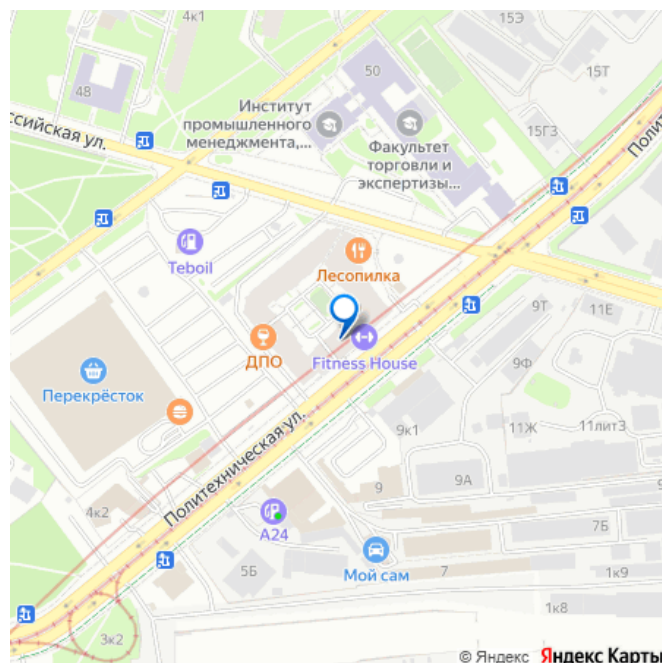 4к1
15Э
48
50
15Т
ссийская ул.
Институт
промышленного
менеджмента,...
Факультет
торговли и
экспертизы...
15Г3
Полит
Teboil
Лесопилка
ДПО
Fitness House
9Т
11Е
Перекрёсток
9Ф
Политехническая ул.
9к1
11Ж
11лит3
9
9А
4к2
А24
7Б
5Б
Мой сам
7
1к9
1к8
3к2
© Яндекс Яндекс Карты